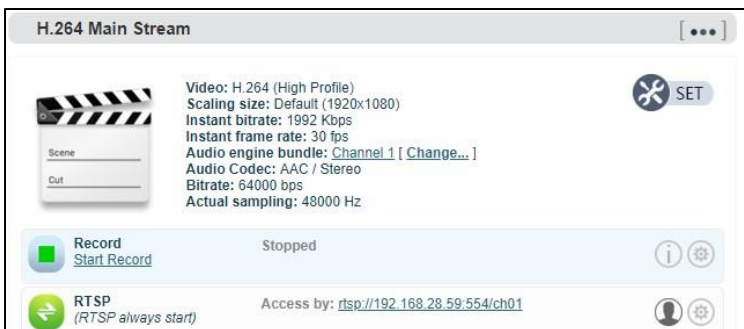 H.264 Main Stream
[•••]
Video: H.264 (High Profile)
Scaling size: Default (1920x1080)
Instant bitrate: 1992 Kbps
Instant frame rate: 30 fps
Audio engine bundle: Channel 1 [ Change... ]
Audio Codec: AAC / Stereo
Bitrate: 64000 bps
Actual sampling: 48000 Hz
SET
Scene
Cut
Record
Start Record
Stopped
RTSP
(RTSP always start)
Access by: rtsp://192.168.28.59:554/ch01